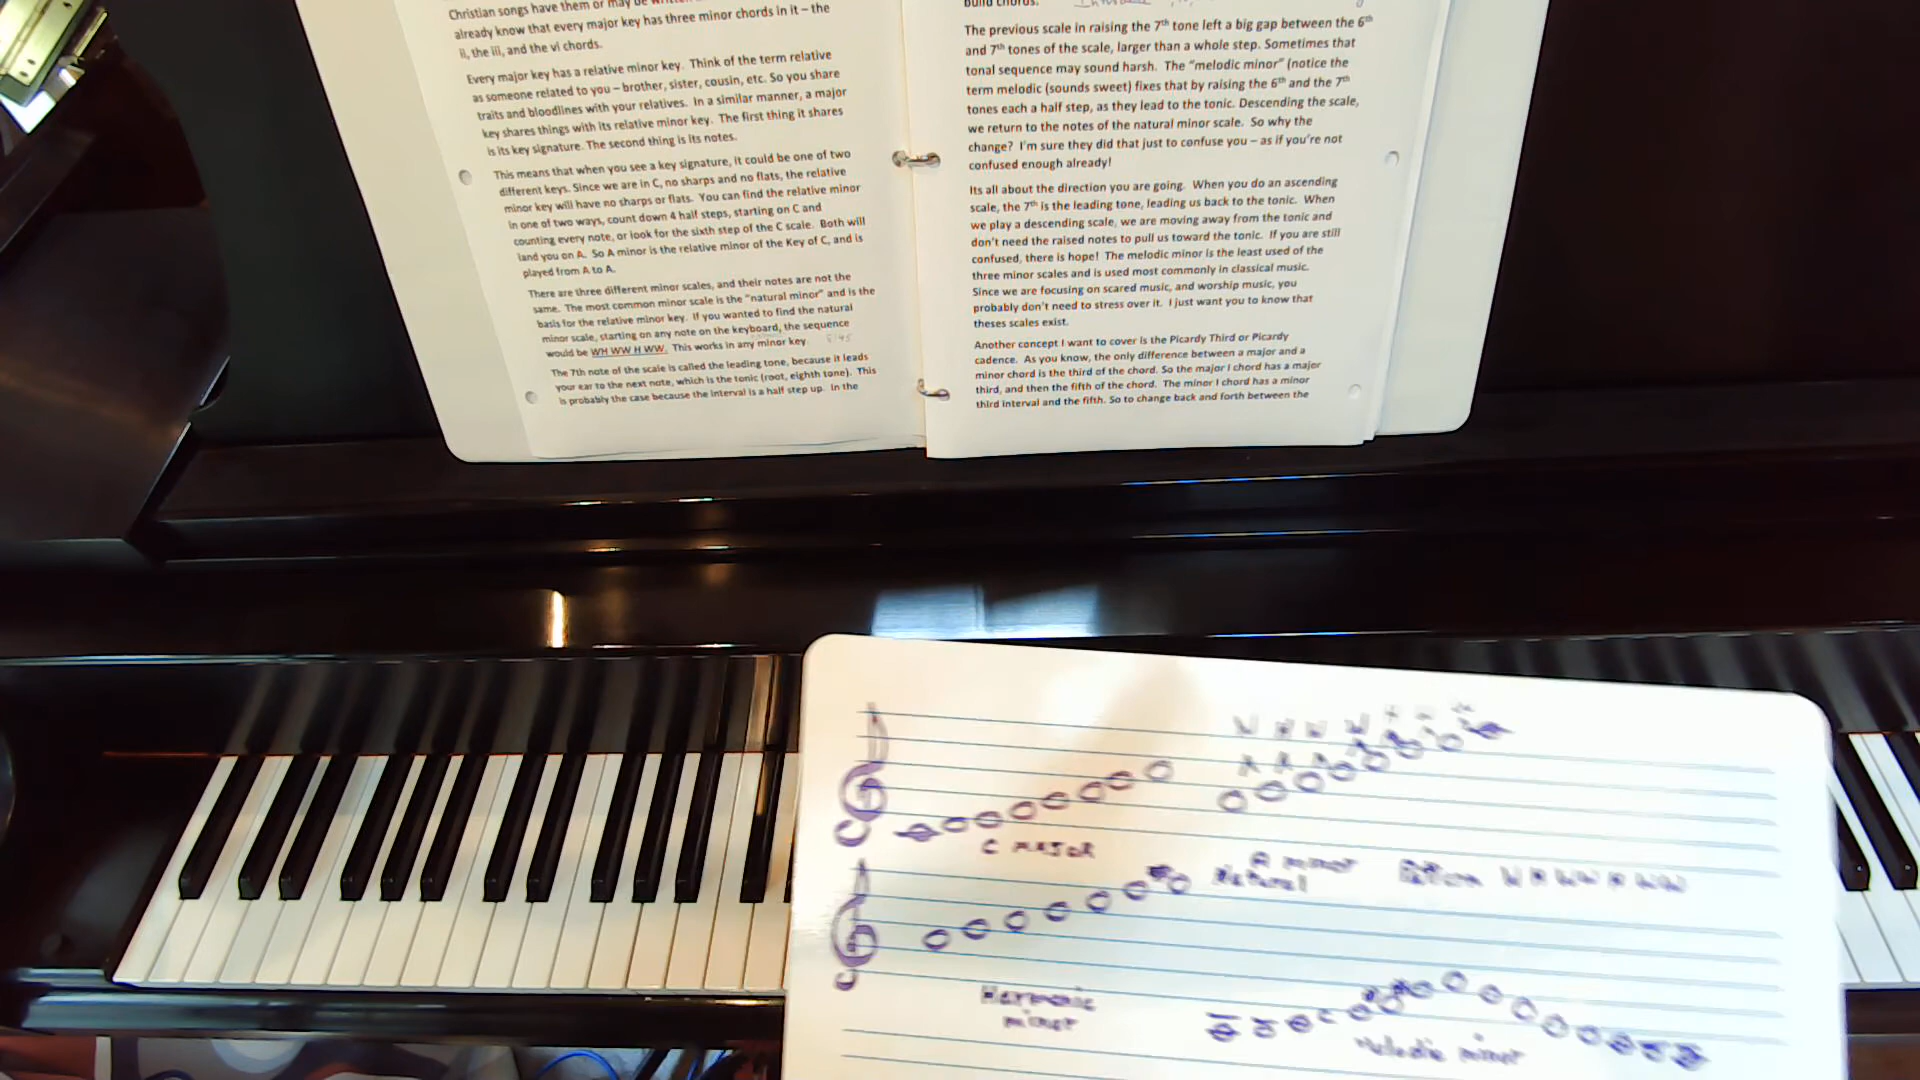 Christian songs have them or may be
already know that every major key has three minor chords in it – the
ii, the iii, and the vi chords.
Every major key has a relative minor key. Think of the term relative
as someone related to you – brother, sister, cousin, etc. So you share
traits and bloodlines with your relatives. In a similar manner, a major
key shares things with its relative minor key. The first thing it shares
is its key signature. The second thing is its notes.
This means that when you see a key signature, it could be one of two
different keys. Since we are in C, no sharps and no flats, the relative
minor key will have no sharps or flats. You can find the relative minor
in one of two ways, count down 4 half steps, starting on C and
counting every note, or look for the sixth step of the C scale. Both will
land you on A. So A minor is the relative minor of the Key of C, and is
played from A to A.
There are three different minor scales, and their notes are not the
same. The most common minor scale is the "natural minor" and is the
basis for the relative minor key. If you wanted to find the natural
minor scale, starting on any note on the keyboard, the sequence
would be WH WW H WW. This works in any minor key
The 7th note of the scale is called the leading tone, because it leads
your ear to the next note, which is the tonic (root, eighth tone). This
is probably the case because the interval is a half step up. In the
build chords.
The previous scale in raising the 7th tone left a big gap between the 6th
and 7th tones of the scale, larger than a whole step. Sometimes that
tonal sequence may sound harsh. The "melodic minor" (notice the
term melodic (sounds sweet) fixes that by raising the 6th and the 7th
tones each a half step, as they lead to the tonic. Descending the scale,
we return to the notes of the natural minor scale. So why the
change? I'm sure they did that just to confuse you – as if you're not
confused enough already!
Its all about the direction you are going. When you do an ascending
scale, the 7th is the leading tone, leading us back to the tonic. When
we play a descending scale, we are moving away from the tonic and
don't need the raised notes to pull us toward the tonic. If you are still
confused, there is hope! The melodic minor is the least used of the
three minor scales and is used most commonly in classical music.
Since we are focusing on scared music, and worship music, you
probably don't need to stress over it. I just want you to know that
theses scales exist.
Another concept I want to cover is the Picardy Third or Picardy
cadence. As you know, the only difference between a major and a
minor chord is the third of the chord. So the major I chord has a major
third, and then the fifth of the chord. The minor I chord has a minor
third interval and the fifth. So to change back and forth between the
C MAJOR
A minor
Natural
Pattern W H WW H WW
Harmonic
minor
Melodic minor